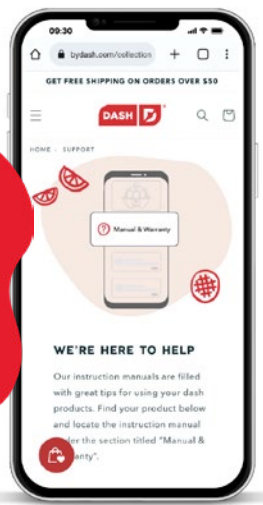 09:30
bydash.com/collection
GET FREE SHIPPING ON ORDERS OVER $50
DASH D
HOME - SUPPORT
Manual & Warranty
WE'RE HERE TO HELP
Our instruction manuals are filled
with great tips for using your dash
products. Find your product below
and locate the instruction manual
under the section titled "Manual &
anty".